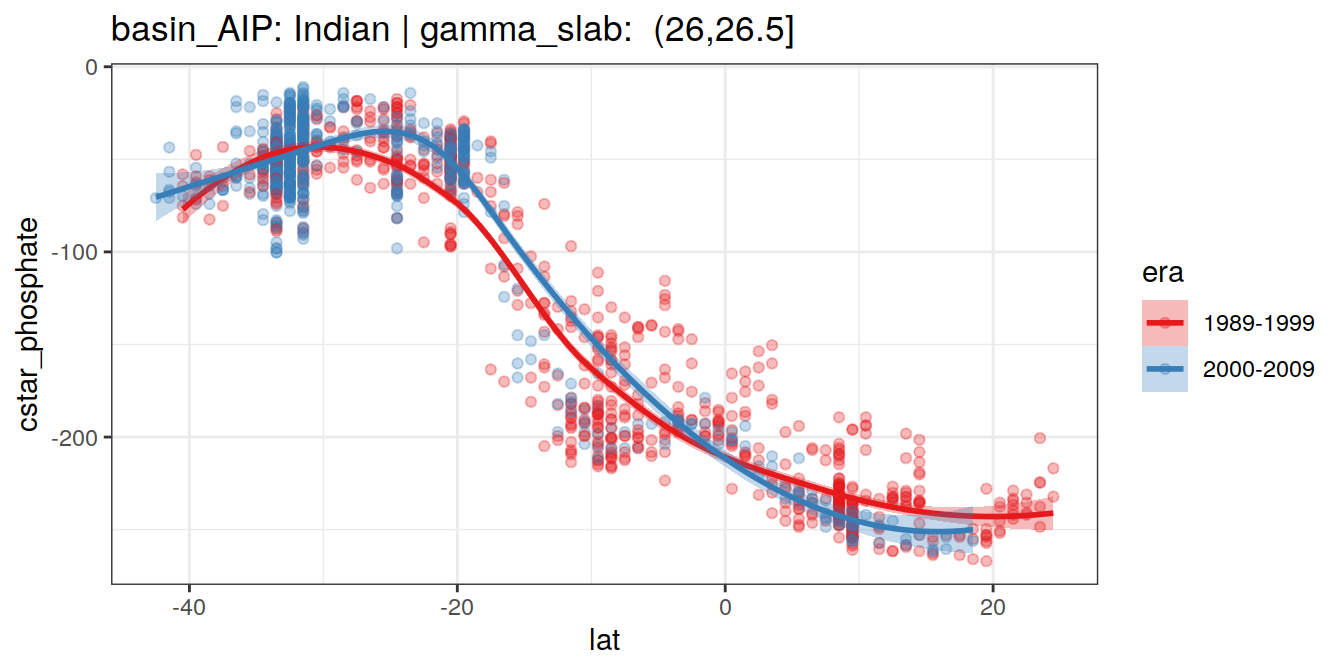 basin_AIP: Indian | gamma_slab:  (26,26.5]
0
-100
-200
cstar_phosphate
-40
-20
0
20
lat
era
1989-1999
2000-2009